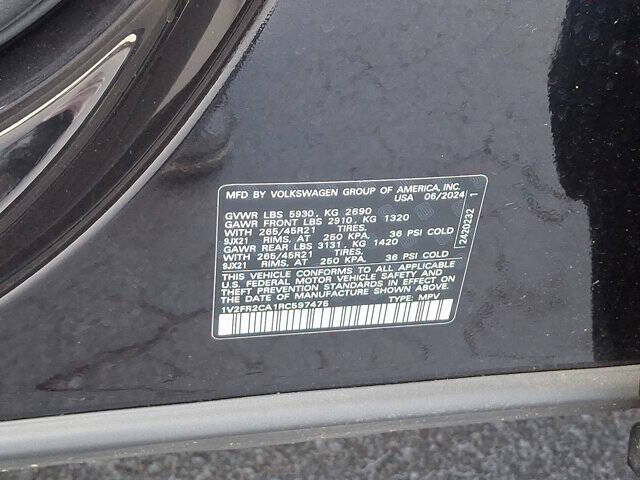 MFD BY VOLKSWAGEN GROUP OF AMERICA, INC.
USA 06/2024
GVWR LBS 5930, KG 2690
GAWR FRONT LBS 2910, KG 1320
WITH 265/45R21 TIRES.
9JX21 RIMS, AT 250 KPA. 36 PSI COLD
GAWR REAR LBS 3131, KG 1420
WITH 265/45R21 TIRES.
9JX21 RIMS, AT 250 KPA. 36 PSI COLD
THIS VEHICLE CONFORMS TO ALL APPLICABLE
U.S. FEDERAL MOTOR VEHICLE SAFETY AND
THEFT PREVENTION STANDARDS IN EFFECT ON
THE DATE OF MANUFACTURE SHOWN ABOVE.
1V2FR2CA1RC597476 TYPE: MPV
2420232 1